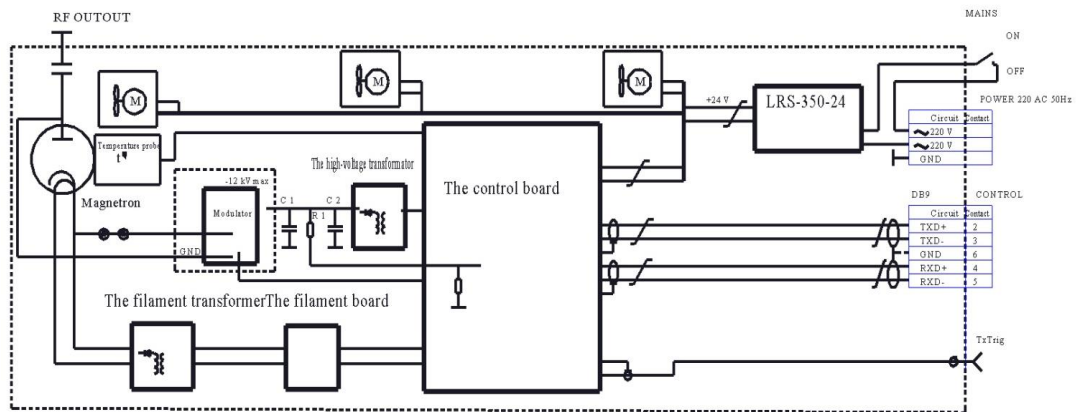 RF OUTOUT
MAINS
ON
OFF
M
M
M
+24 V
LRS-350-24
POWER 220 AC 50Hz
Circuit Contact
220 V
220 V
GND
Temperature probe
t°
The high-voltage transformator
The control board
-12 kV max
Magnetron
Modulator
C 1
C 2
R 1
GND
DB9 CONTROL
Circuit Contact
TXD+ 2
TXD- 3
GND 6
RXD+ 4
RXD- 5
The filament transformer
The filament board
TxTrig